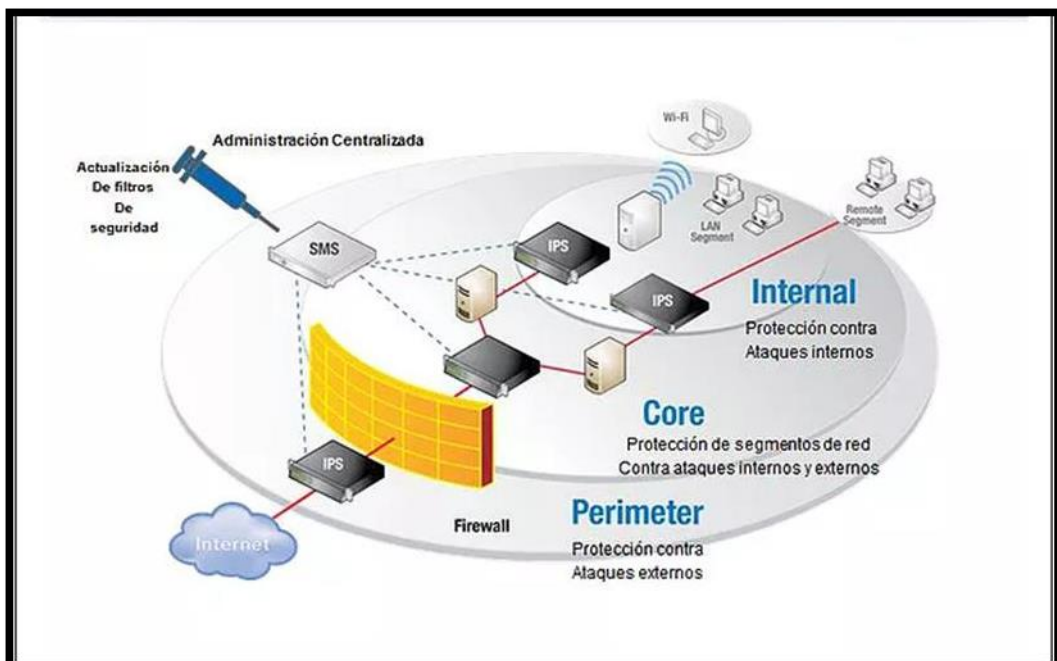 Wi-Fi
Administración Centralizada
Actualización
De filtros
De
seguridad
SMS
IPS
LAN
Segment
Remote
Segment
IPS
Internal
Protección contra
Ataques internos
Core
Protección de segmentos de red
Contra ataques internos y externos
IPS
Internet
Firewall
Perimeter
Protección contra
Ataques externos